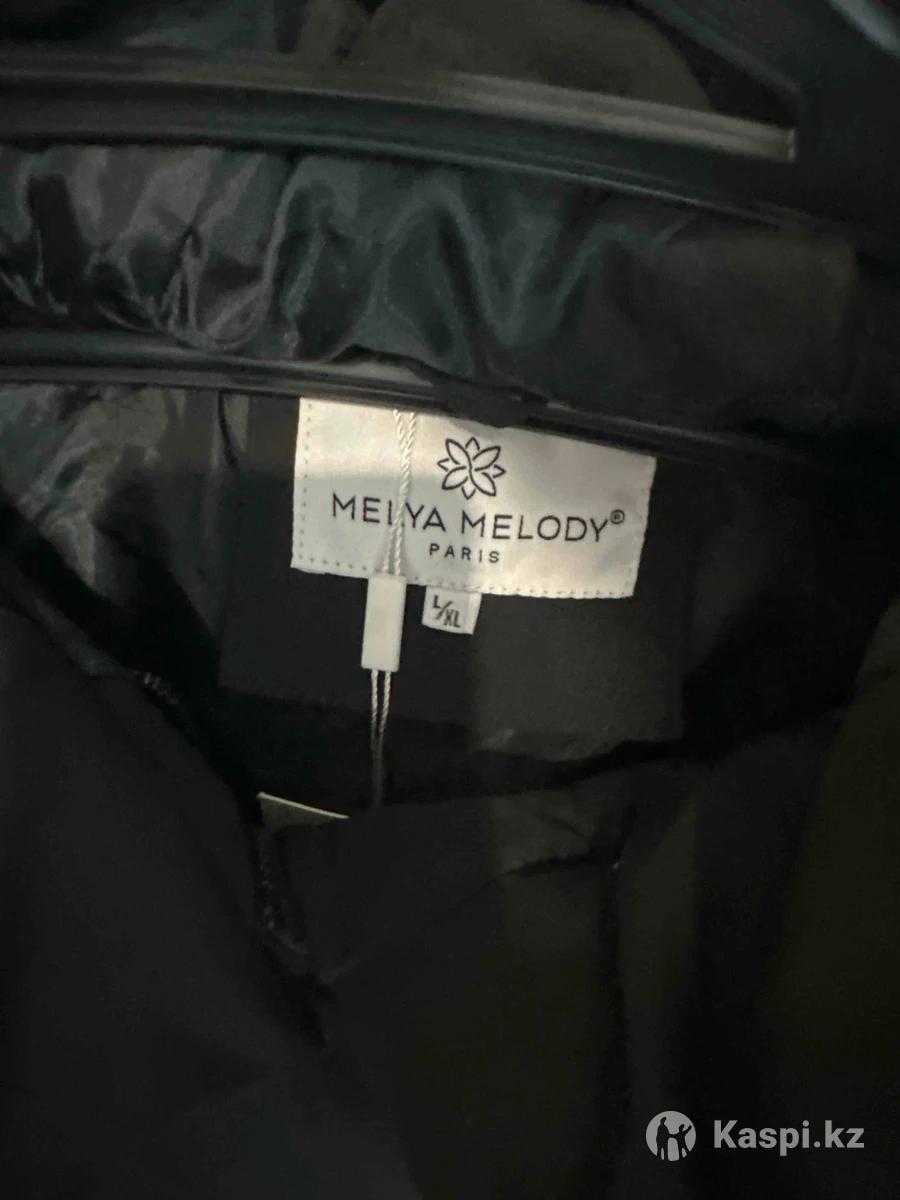 MELYA MELODY®
PARIS
L/XL
Kaspi.kz